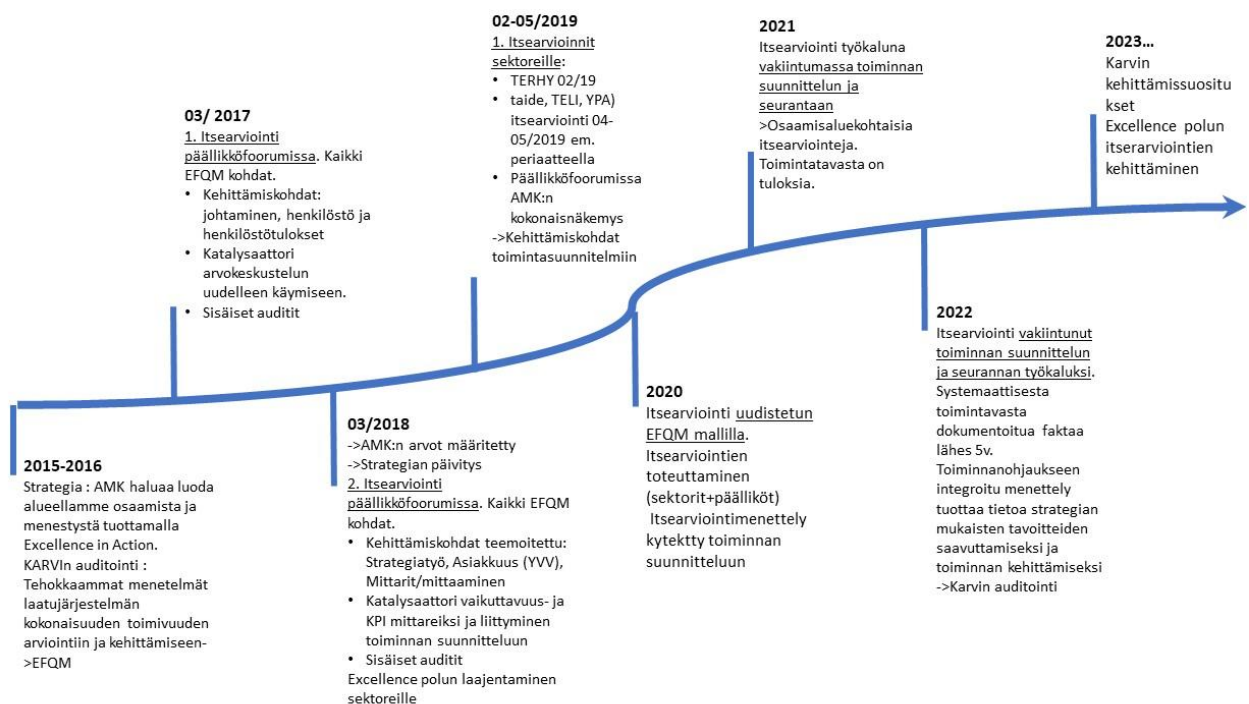 2015-2016
Strategia : AMK haluaa luoda
alueellamme osaamista ja
menestystä tuottamalla
Excellence in Action.
KARVIn auditointi :
Tehokkaammat menetelmät
laatujärjestelmän
kokonaisuuden toimivuuden
arviointiin ja kehittämiseen-
>EFQM
03/ 2017
1. Itsearviointi
päällikköfoorumissa. Kaikki
EFQM kohdat.
• Kehittämiskohdat:
johtaminen, henkilöstö ja
henkilöstötulokset
• Katalysaattori
arvokeskustelun
uudelleen käymiseen.
• Sisäiset auditit
03/2018
->AMK:n arvot määritetty
->Strategian päivitys
2. Itsearviointi
päällikköfoorumissa. Kaikki EFQM
kohdat.
• Kehittämiskohdat teemoitettu:
Strategiatyö, Asiakkuus (YVV),
Mittarit/mittaaminen
• Katalysaattori vaikuttavuus- ja
KPI mittareiksi ja liittyminen
toiminnan suunnitteluun
• Sisäiset auditit
Excellence polun laajentaminen
sektoreille
02-05/2019
1. Itsearvioinnit
sektoreille:
• TERHY 02/19
• taide, TELI, YPA)
itsearviointi 04-
05/2019 em.
periaatteella
• Päällikköfoorumissa
AMK:n
kokonaisnäkemys
->Kehittämiskohdat
toimintasuunnitelmiin
2020
Itsearviointi uudistetun
EFQM mallilla.
Itsearviointien
toteuttaminen
(sektorit+päälliköt)
Itsearviointimenettely
kytektty toiminnan
suunnitteluun
2021
Itsearviointi työkaluna
vakiintumassa toiminnan
suunnittelun ja
seurantaan
>Osaamisaluekohtaisia
itsearviointeja.
Toimintatavasta on
tuloksia.
2022
Itsearviointi vakiintunut
toiminnan suunnittelun
ja seurannan työkaluksi.
Systemaattisesta
toimintavasta
dokumentoitua faktaa
lähes 5v.
Toiminnanohjaukseen
integroitu menettely
tuottaa tietoa strategian
mukaisten tavoitteiden
saavuttamiseksi ja
toiminnan kehittämiseksi
->Karvin auditointi
2023...
Karvin
kehittämissuositu
kset
Excellence polun
itserarviointien
kehittäminen